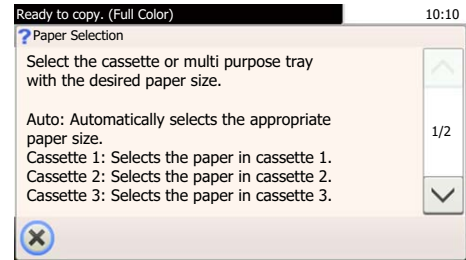 Ready to copy. (Full Color)
10:10
?Paper Selection
Select the cassette or multi purpose tray
with the desired paper size.
Auto: Automatically selects the appropriate
paper size.
1/2
Cassette 1: Selects the paper in cassette 1.
Cassette 2: Selects the paper in cassette 2.
Cassette 3: Selects the paper in cassette 3.